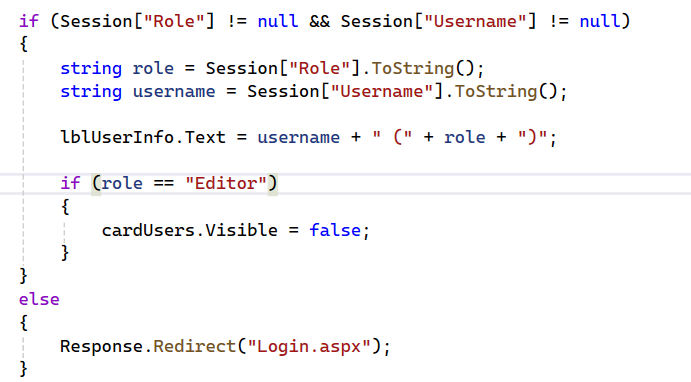 if (Session["Role"] != null && Session["Username"] != null)
{
    string role = Session["Role"].ToString();
    string username = Session["Username"].ToString();

    lblUserInfo.Text = username + " (" + role + ")";

    if (role == "Editor")
    {
        cardUsers.Visible = false;
    }
}
else
{
    Response.Redirect("Login.aspx");
}